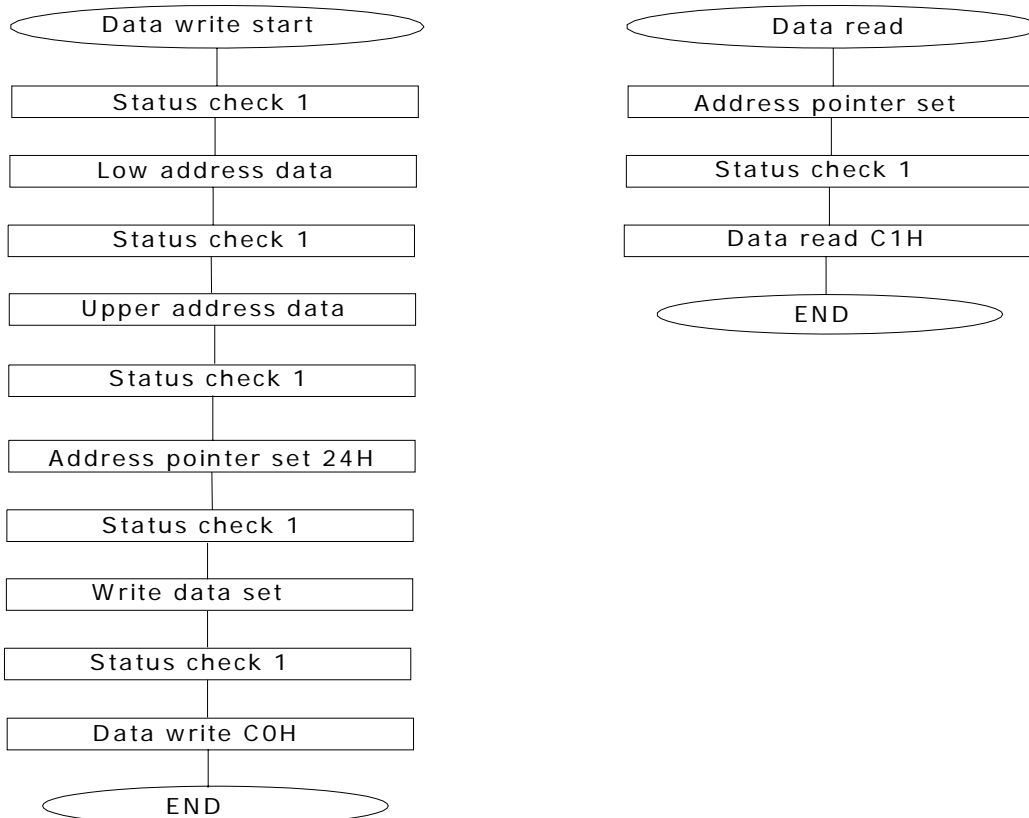 Data write start
Status check 1
Low address data
Status check 1
Upper address data
Status check 1
Address pointer set 24H
Status check 1
Write data set
Status check 1
Data write C0H
END
Data read
Address pointer set
Status check 1
Data read C1H
END